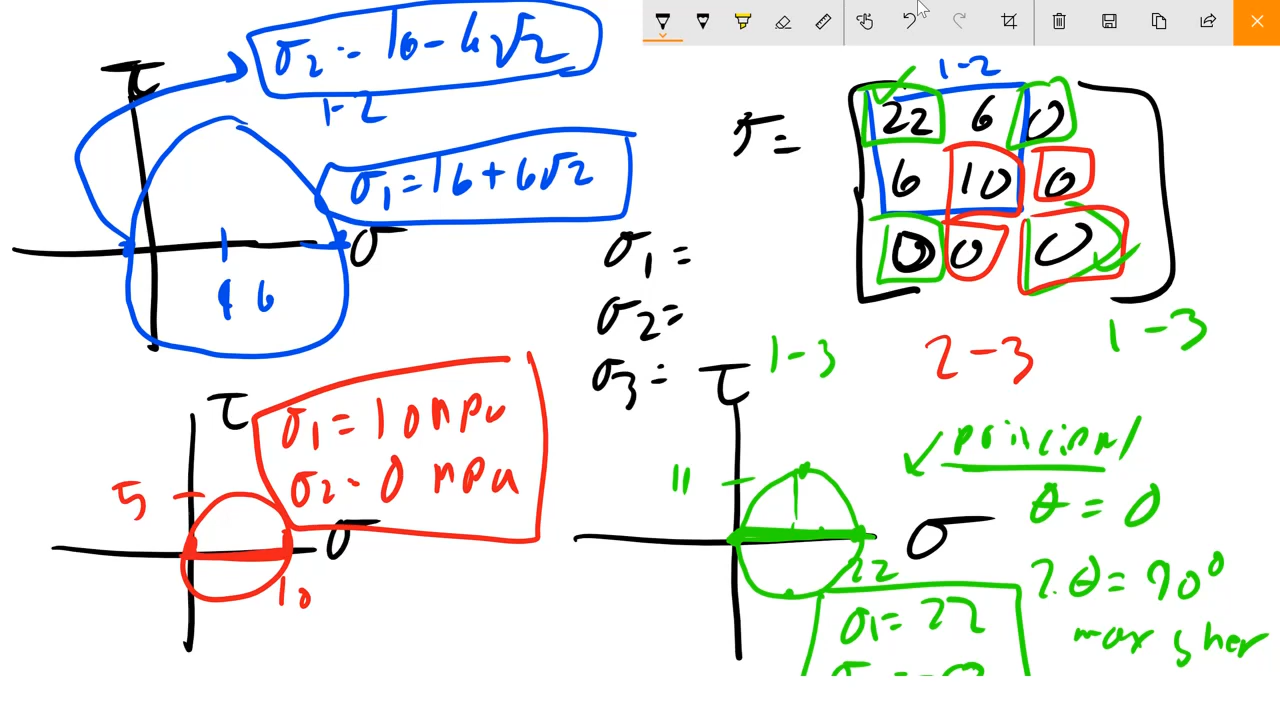 σ2 = 16 - 6√2
1-2
τ
σ1 = 16 + 6√2
σ
16
1-2
σ =
22 6 0
6 10 0
0 0 0
σ1 =
σ2 =
σ3 =
1-3
2-3
1-3
τ
σ1 = 10 MPa
σ2 = 0 MPa
5
σ
10
τ
11
σ
22
σ1 = 22
principal
θ = 0
2θ = 90°
max sher